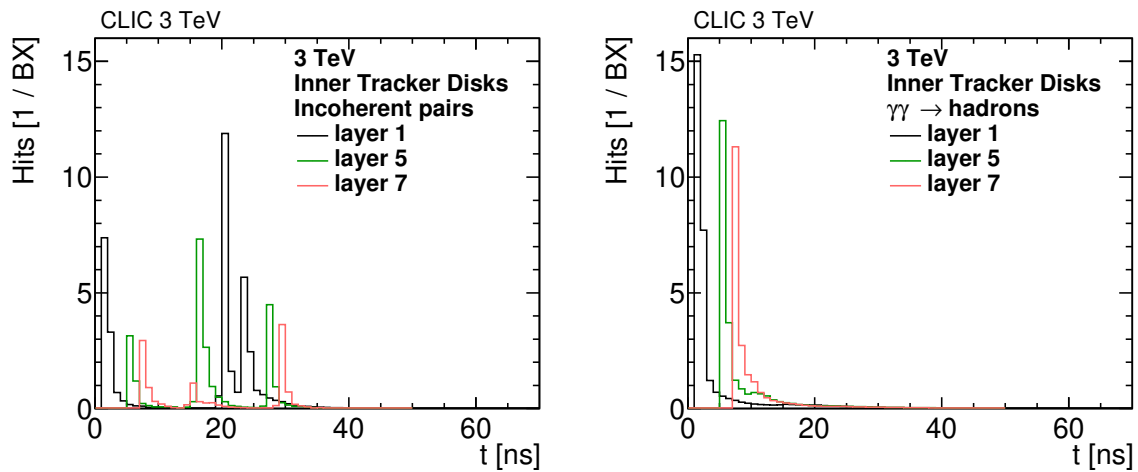 CLIC 3 TeV
Hits [1 / BX]
15
10
5
0
3 TeV
Inner Tracker Disks
Incoherent pairs
layer 1
layer 5
layer 7
0 20 40 60
t [ns]
CLIC 3 TeV
Hits [1 / BX]
15
10
5
0
3 TeV
Inner Tracker Disks
γγ → hadrons
layer 1
layer 5
layer 7
0 20 40 60
t [ns]